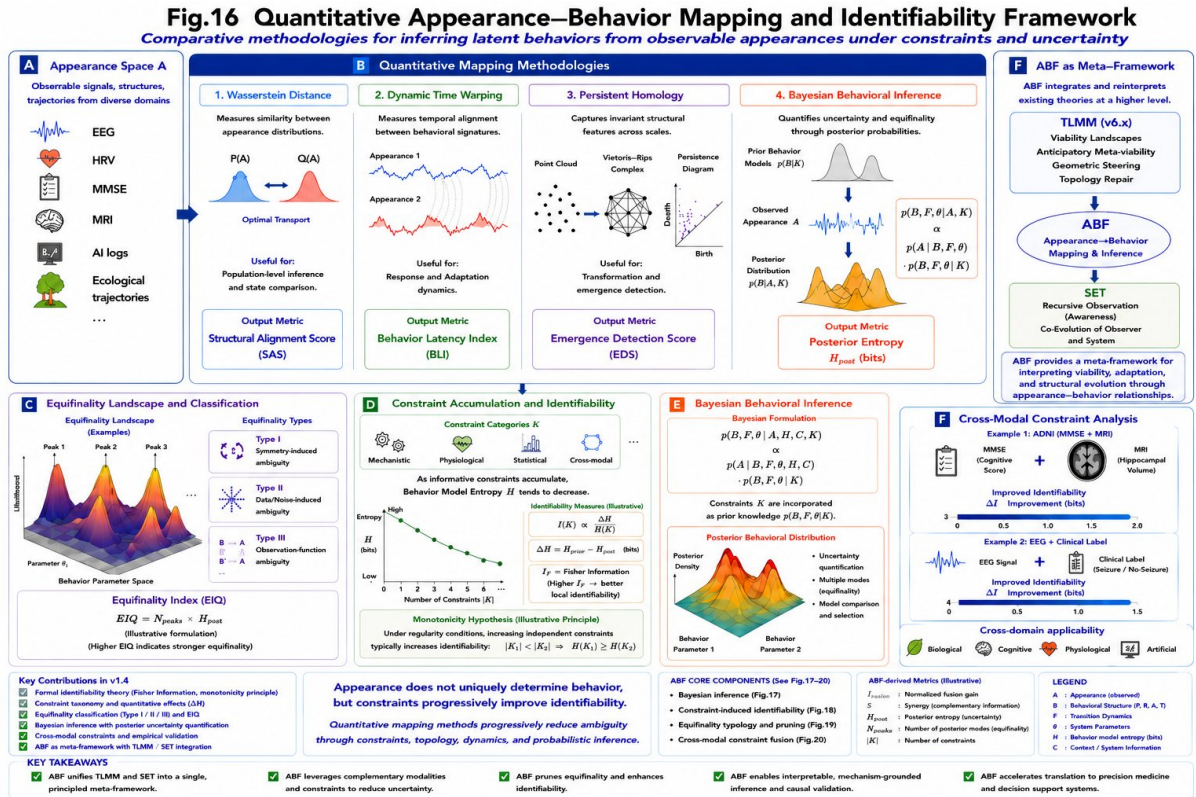 Fig.16 Quantitative Appearance—Behavior Mapping and Identifiability Framework
Comparative methodologies for inferring latent behaviors from observable appearances under constraints and uncertainty
A Appearance Space A
Obserrable signals, structures,
trajectories from diverse domains
EEG
HRV
MMSE
MRI
AI logs
Ecological
trajectories
...
B Quantitative Mapping Methodologies
1. Wasserstein Distance
Measures similarity between
appearance distributions.
P(A) Q(A)
Optimal Transport
Useful for:
Population-level inference
and state comparison.
Output Metric
Structural Alignment Score
(SAS)
2. Dynamic Time Warping
Measures temporal alignment
between behavioral signatures.
Appearance 1
Appearance 2
Useful for:
Response and Adaptation
dynamics.
Output Metric
Behavior Latency Index
(BLI)
3. Persistent Homology
Captures invariant structural
features across scales.
Point Cloud
Vietoris—Rips
Complex
Persistence
Diagram
Death
Birth
Useful for:
Transformation and
emergence detection.
Output Metric
Emergence Detection Score
(EDS)
4. Bayesian Behavioral Inference
Quantifies uncertainty and equifinality
through posterior probabilities.
Prior Behavior
Models p(B|K)
Observed
Appearance A
Posterior
Distribution
p(B|A, K)
p(B, F, θ | A, K)
α
p(A | B, F, θ)
· p(B, F, θ | K)
Output Metric
Posterior Entropy
H_post (bits)
F ABF as Meta—Framework
ABF integrates and reinterprets
existing theories at a higher level.
TLMM (v6.x)
Viability Landscapes
Anticipatory Meta-viability
Geometric Steering
Topology Repair
ABF
Appearance→Behavior
Mapping & Inference
SET
Recursive Observation
(Awareness)
Co-Evolution of Observer
and System
ABF provides a meta-framework for
interpreting viability, adaptation,
and structural evolution through
appearance—behavior relationships.
C Equifinality Landscape and Classification
Equifinality Landscape
(Examples)
Peak 1 Peak 2 Peak 3
Parameter θ₁
Behavior Parameter Space
...
Equifinality Types
Type I
Symmetry-induced
ambiguity
Type II
Data/Noise-induced
ambiguity
Type III
Observation-function
ambiguity
B → A
B' → A
Equifinality Index (EIQ)
EIQ = N_peaks × H_post
(Illustrative formulation)
(Higher EIQ indicates stronger equifinality)
D Constraint Accumulation and Identifiability
Constraint Categories K
Mechanistic Physiological Statistical Cross-modal ...
As informative constraints accumulate,
Behavior Model Entropy H tends to decrease.
Entropy High
H
(bits)
Low
0 1 2 3 4 5 6 ...
Number of Constraints |K|
Identifiability Measures (Illustrative)
I(K) ∝ ΔH / H(K)
ΔH = H_prior − H_post (bits)
I_F = Fisher Information
(Higher I_F → better
local identifiability)
Monotonicity Hypothesis (Illustrative Principle)
Under regularity conditions, increasing independent constraints
typically increases identifiability: |K₁| < |K₂| ⇒ H(K₁) ≥ H(K₂)
E Bayesian Behavioral Inference
Bayesian Formulation
p(B, F, θ | A, H, C, K)
α
p(A | B, F, θ, H, C)
· p(B, F, θ | K)
Constraints K are incorporated
as prior knowledge p(B, F, θ|K).
Posterior Behavioral Distribution
Posterior
Density
Behavior
Parameter 1
Behavior
Parameter 2
• Uncertainty
quantification
• Multiple modes
(equifinality)
• Model comparison
and selection
F Cross-Modal Constraint Analysis
Example 1: ADNI (MMSE + MRI)
MMSE
(Cognitive
Score)
+
MRI
(Hippocampal
Volume)
Improved Identifiability
ΔI Improvement (bits)
3
0 0.5 1.0 1.5 2.0
Example 2: EEG + Clinical Label
EEG Signal
+
Clinical Label
(Seizure / No-Seizure)
Improved Identifiability
ΔI Improvement (bits)
4
0 0.5 1.0 1.5
Cross-domain applicability
Biological Cognitive Physiological Artificial
Key Contributions in v1.4
Formal identifiability theory (Fisher Information, monotonicity principle)
Constraint taxonomy and quantitative effects (ΔH)
Equifinality classification (Type I / II / III) and EIQ
Bayesian inference with posterior uncertainty quantification
Cross-modal constraints and empirical validation
ABF as meta-framework with TLMM / SET integration
Appearance does not uniquely determine behavior,
but constraints progressively improve identifiability.
Quantitative mapping methods progressively reduce ambiguity
through constraints, topology, dynamics, and probabilistic inference.
ABF CORE COMPONENTS (See Fig.17—20)
• Bayesian inference (Fig.17)
• Constraint-induced identifiability (Fig.18)
• Equifinality typology and pruning (Fig.19)
• Cross-modal constraint fusion (Fig.20)
ABF-derived Metrics (Illustrative)
I_fusion : Normalized fusion gain
S : Synergy (complementary information)
H_post : Posterior entropy (uncertainty)
N_peaks : Number of posterior modes (equifinality)
|K| : Number of constraints
LEGEND
A : Appearance (observed)
B : Behavioral Structure (P, R, A, T)
F : Transition Dynamics
θ : System Parameters
H : Behavior model entropy (bits)
C : Context / System Information
KEY TAKEAWAYS
ABF unifies TLMM and SET into a single,
principled meta-framework.
ABF leverages complementary modalities
and constraints to reduce uncertainty.
ABF prunes equifinality and enhances
identifiability.
ABF enables interpretable, mechanism-grounded
inference and causal validation.
ABF accelerates translation to precision medicine
and decision support systems.